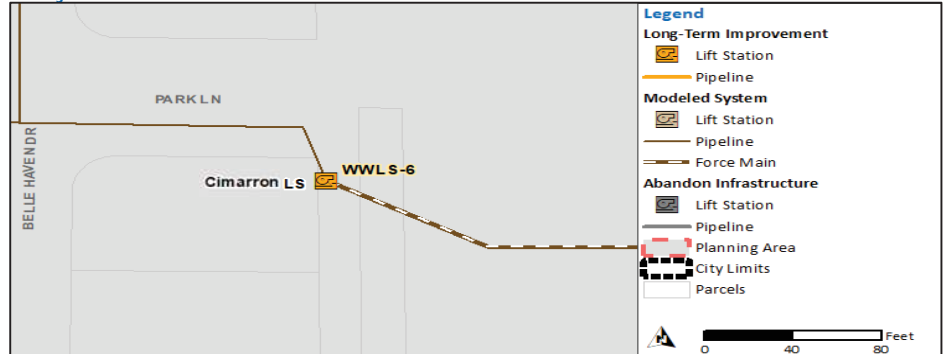 PARK LN
BELLE HAVEN DR
Cimarron LS
WWLS-6
Legend
Long-Term Improvement
Lift Station
Pipeline
Modeled System
Lift Station
Pipeline
Force Main
Abandon Infrastructure
Lift Station
Pipeline
Planning Area
City Limits
Parcels
N
Feet
0 40 80